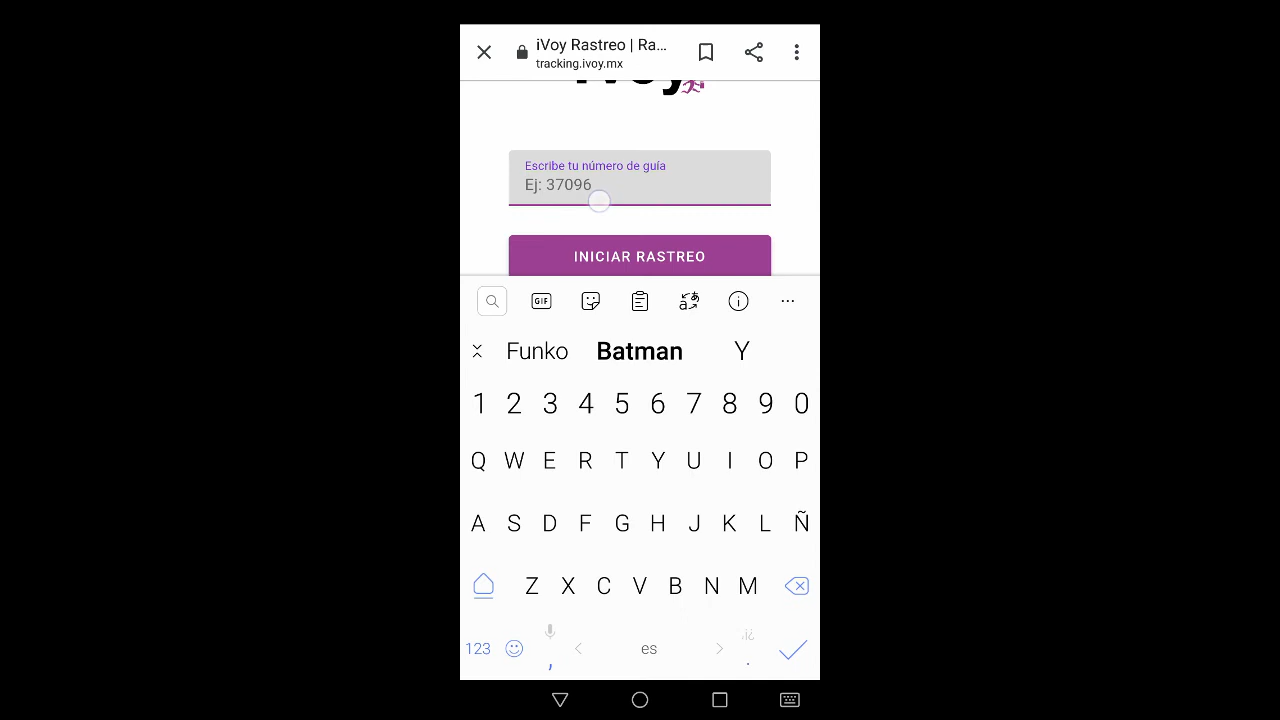 iVoy Rastreo | Ra...
tracking.ivoy.mx
ivoy
Escribe tu número de guía
Ej: 37096
INICIAR RASTREO
GIF
Funko Batman Y
1 2 3 4 5 6 7 8 9 0
Q W E R T Y U I O P
A S D F G H J K L Ñ
Z X C V B N M
123 , es .